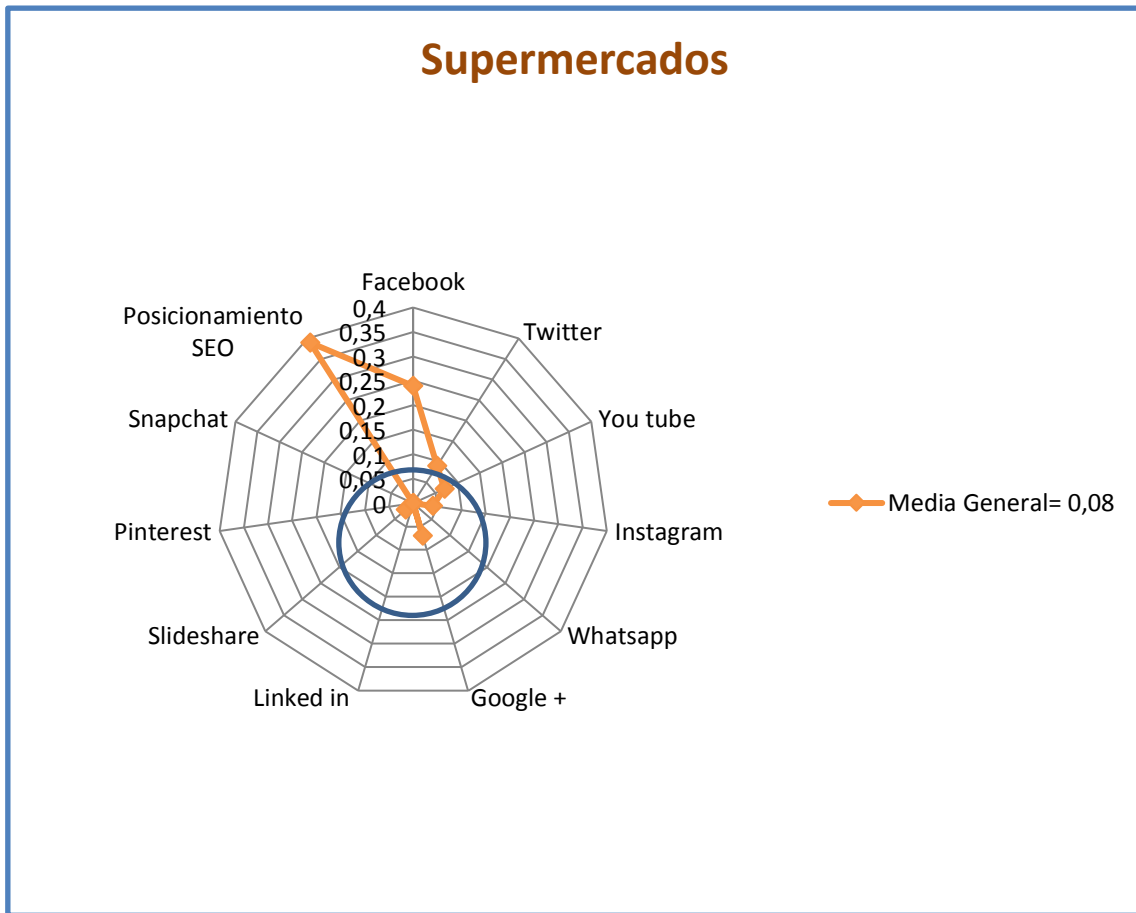 Supermercados
Facebook
0,4
0,35
0,3
0,25
0,2
0,15
0,1
0,05
0
Twitter
You tube
Instagram
Whatsapp
Google +
Linked in
Slideshare
Pinterest
Snapchat
Posicionamiento
SEO
Media General= 0,08